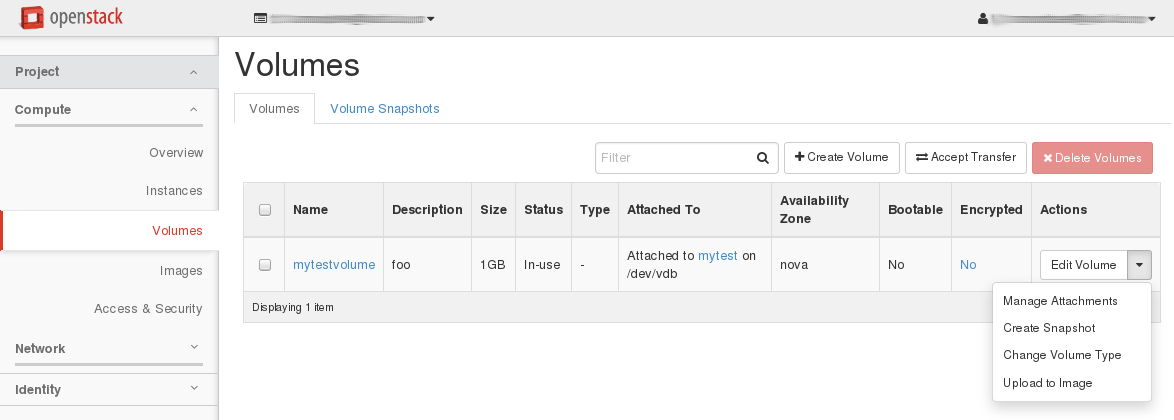 openstack
Project
Compute
Overview
Instances
Volumes
Images
Access & Security
Network
Identity
Volumes
Volumes Volume Snapshots
Filter Create Volume Accept Transfer Delete Volumes
Name Description Size Status Type Attached To Availability Zone Bootable Encrypted Actions
mytestvolume foo 1GB In-use - Attached to mytest on /dev/vdb nova No No Edit Volume
Displaying 1 item
Manage Attachments
Create Snapshot
Change Volume Type
Upload to Image